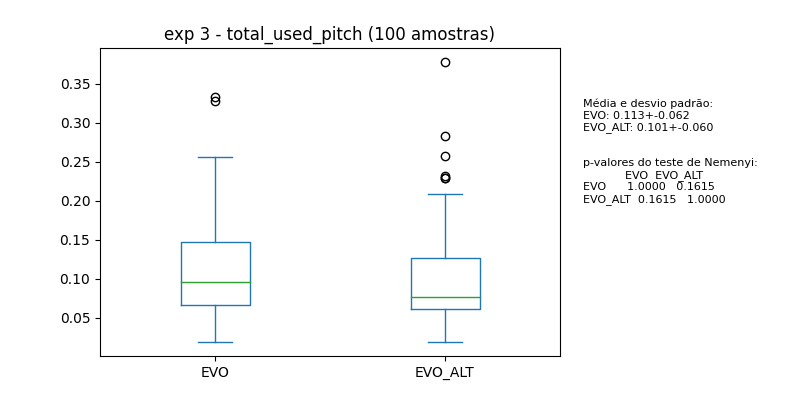 exp 3 - total_used_pitch (100 amostras)
0.35
0.30
0.25
0.20
0.15
0.10
0.05
EVO
EVO_ALT
Média e desvio padrão:
EVO: 0.113+-0.062
EVO_ALT: 0.101+-0.060
p-valores do teste de Nemenyi:
EVO EVO_ALT
EVO 1.0000 0.1615
EVO_ALT 0.1615 1.0000